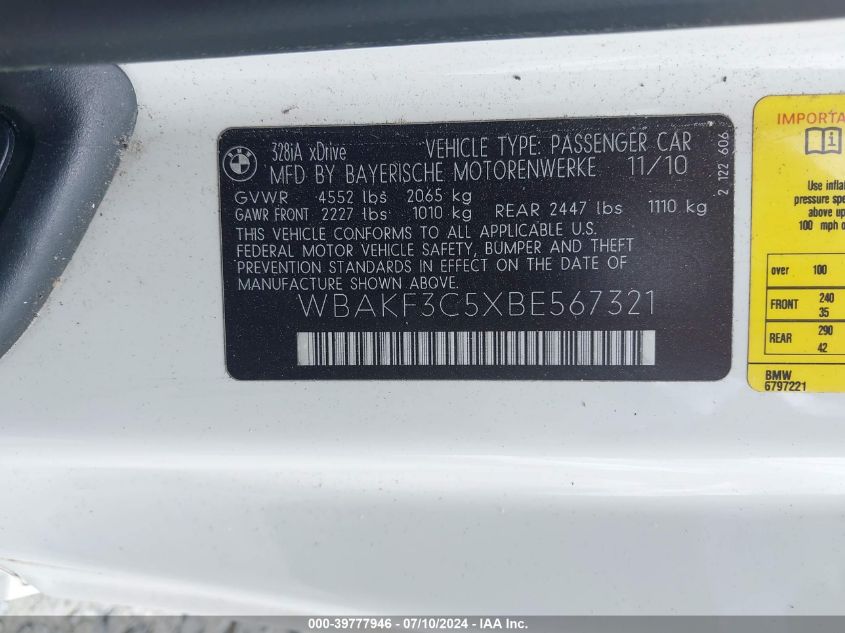 BMW
328iA xDrive VEHICLE TYPE: PASSENGER CAR
MFD BY BAYERISCHE MOTORENWERKE 11/10
GVWR 4552 lbs 2065 kg
GAWR FRONT 2227 lbs 1010 kg REAR 2447 lbs 1110 kg
THIS VEHICLE CONFORMS TO ALL APPLICABLE U.S.
FEDERAL MOTOR VEHICLE SAFETY, BUMPER AND THEFT
PREVENTION STANDARDS IN EFFECT ON THE DATE OF
MANUFACTURE SHOWN ABOVE.
WBAKF3C5XBE567321
2 122 606
IMPORTA
Use infla
pressure spe
above up
100 mph o
over 100
FRONT 240
35
REAR 290
42
BMW
6797221
000-39777946 - 07/10/2024 - IAA Inc.